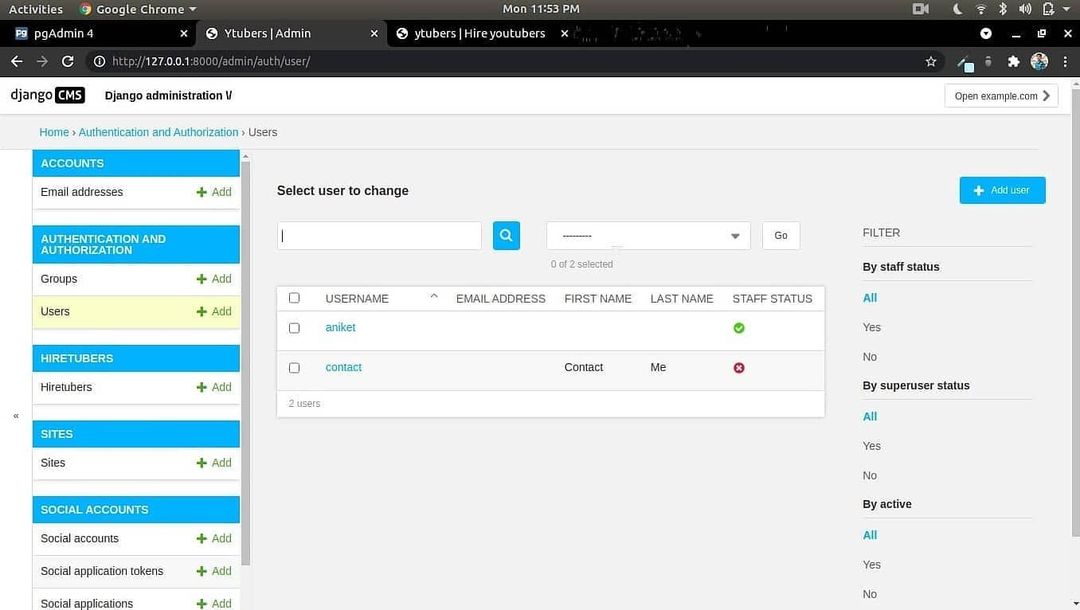 Activities Google Chrome Mon 11:53 PM
pgAdmin 4 Ytubers | Admin ytubers | Hire youtubers
http://127.0.0.1:8000/admin/auth/user/
django CMS Django administration \/ Open example.com
Home › Authentication and Authorization › Users
ACCOUNTS
Email addresses Add
AUTHENTICATION AND
AUTHORIZATION
Groups Add
Users Add
HIRETUBERS
Hiretubers Add
«
SITES
Sites Add
SOCIAL ACCOUNTS
Social accounts Add
Social application tokens Add
Social applications Add
Select user to change
Add user
--------- Go
0 of 2 selected
USERNAME EMAIL ADDRESS FIRST NAME LAST NAME STAFF STATUS
aniket
contact Contact Me
2 users
FILTER
By staff status
All
Yes
No
By superuser status
All
Yes
No
By active
All
Yes
No